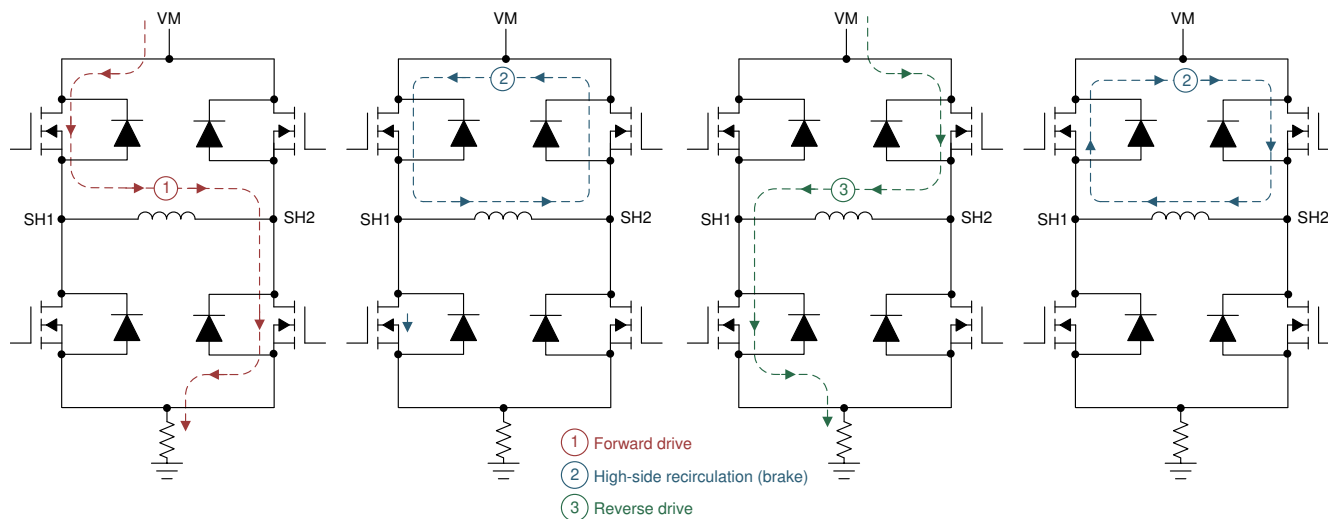 VM
VM
VM
VM
2
2
1
3
SH1
SH2
SH1
SH2
SH1
SH2
SH1
SH2
1 Forward drive
2 High-side recirculation (brake)
3 Reverse drive